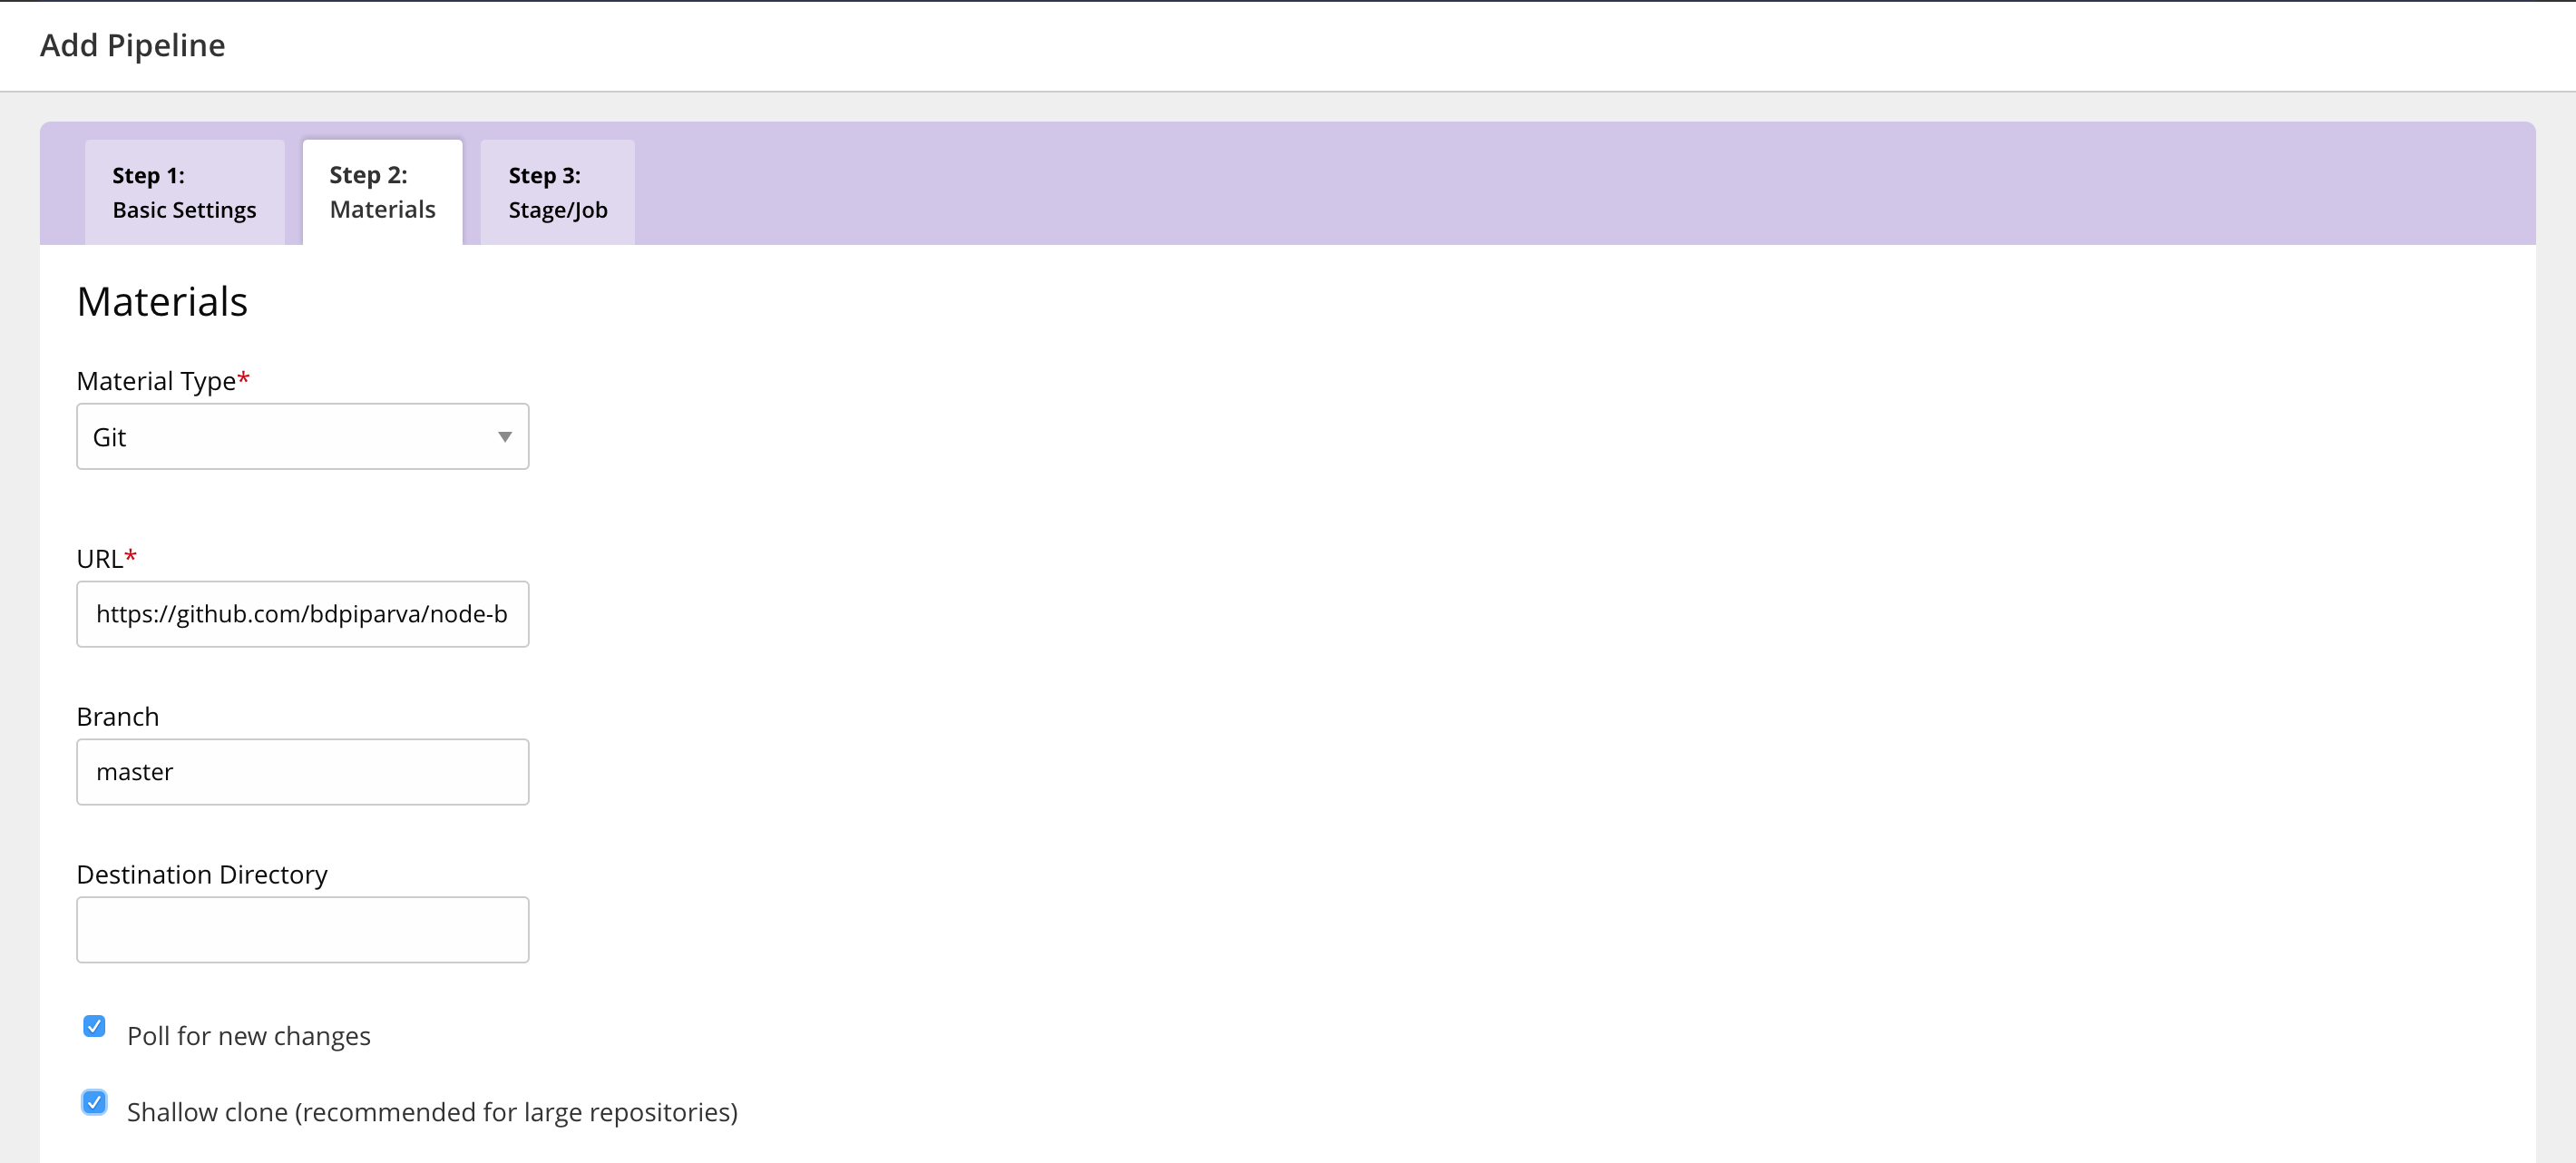 Add Pipeline
Step 1:
Basic Settings
Step 2:
Materials
Step 3:
Stage/Job
Materials
Material Type*
Git
URL*
https://github.com/bdpiparva/node-b
Branch
master
Destination Directory
Poll for new changes
Shallow clone (recommended for large repositories)